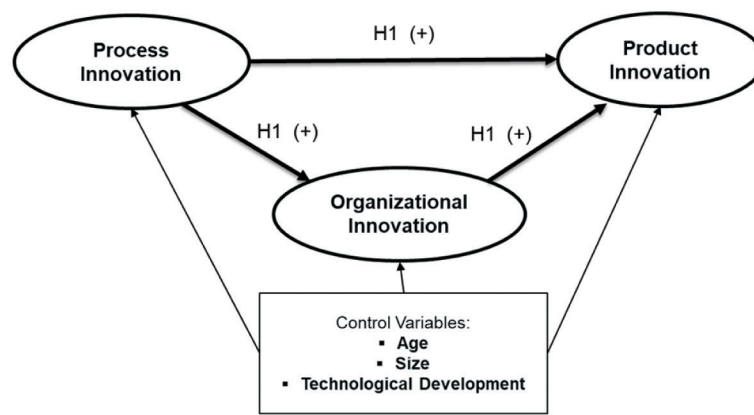 Process
Innovation
H1 (+)
Product
Innovation
H1 (+)
H1 (+)
Organizational
Innovation
Control Variables:
▪ Age
▪ Size
▪ Technological Development